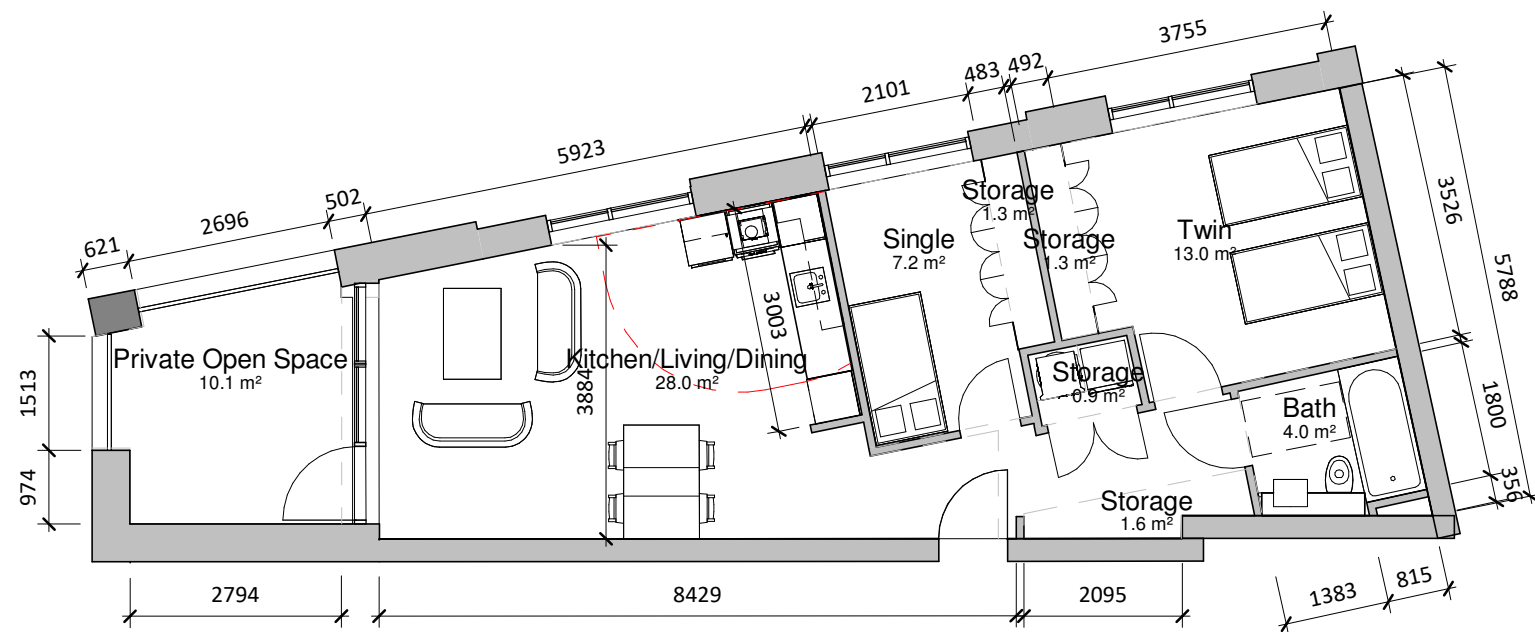 3755
492
483
2101
5923
502
2696
621
3526
5788
Storage
1.3 m²
Twin
13.0 m²
Single
7.2 m²
Storage
1.3 m²
3003
Private Open Space
10.1 m²
Kitchen/Living/Dining
28.0 m²
3884
Storage
0.9 m²
1513
1800
Bath
4.0 m²
974
356
Storage
1.6 m²
2794
8429
2095
1383
815